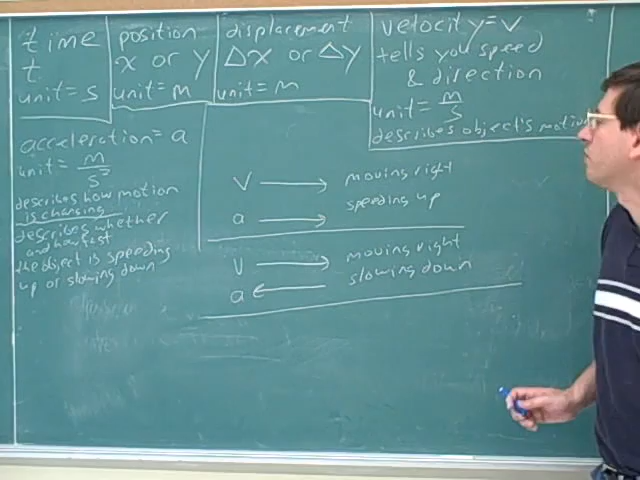 time
t
unit = s
position
x or y
unit = m
displacement
Δx or Δy
unit = m
velocity = v
tells you speed
& direction
unit = m/s
describes object's motion
acceleration = a
unit = m/s²
describes how motion
is changing
describes whether
and how fast
the object is speeding
up or slowing down
v → moving right
speeding up
a →
v → moving right
slowing down
a ←